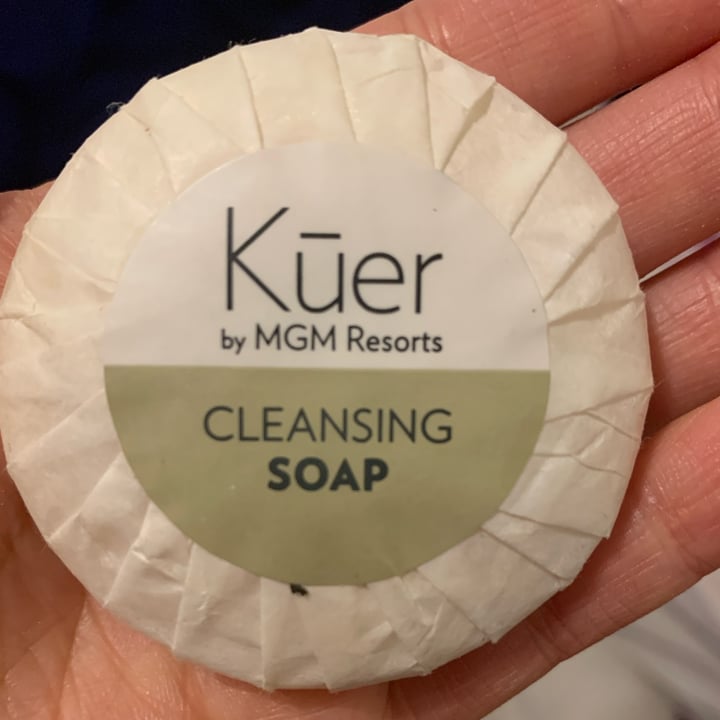 Kūer
by MGM Resorts
CLEANSING
SOAP